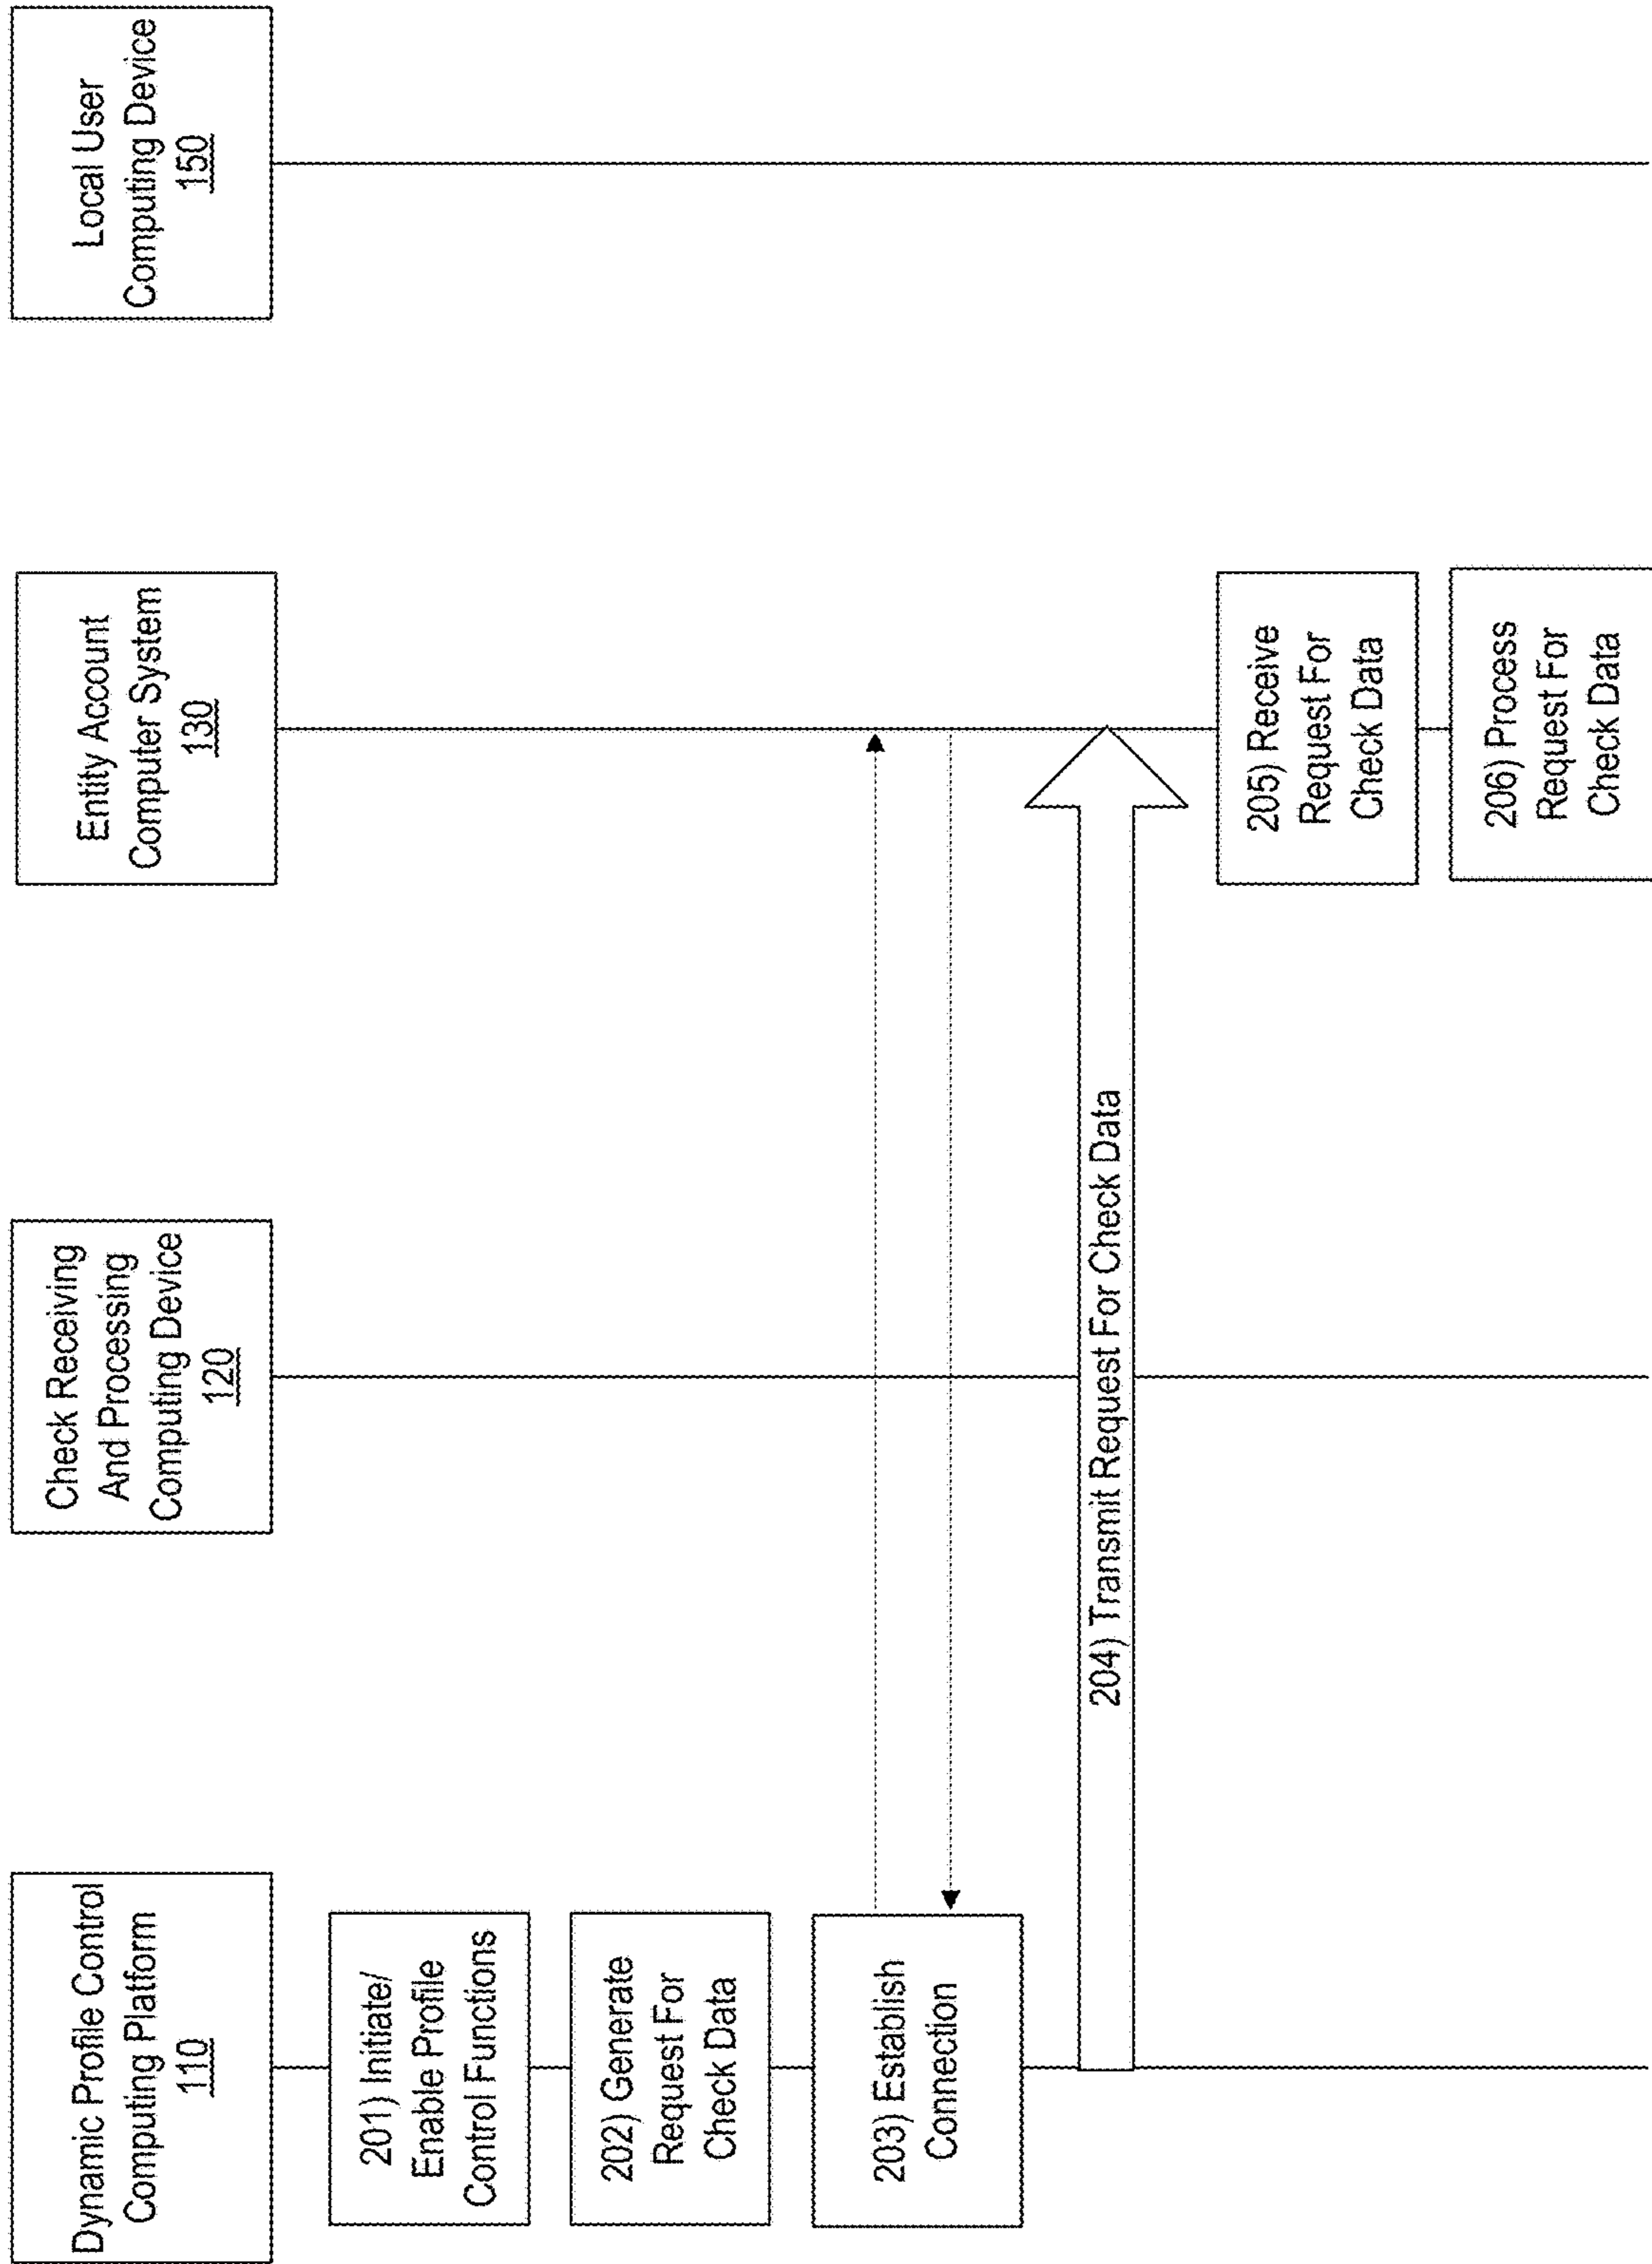 Dynamic Profile Control
Computing Platform
110
Check Receiving
And Processing
Computing Device
120
Entity Account
Computer System
130
Local User
Computing Device
150
201) Initiate/
Enable Profile
Control Functions
202) Generate
Request For
Check Data
203) Establish
Connection
204) Transmit Request For Check Data
205) Receive
Request For
Check Data
206) Process
Request For
Check Data